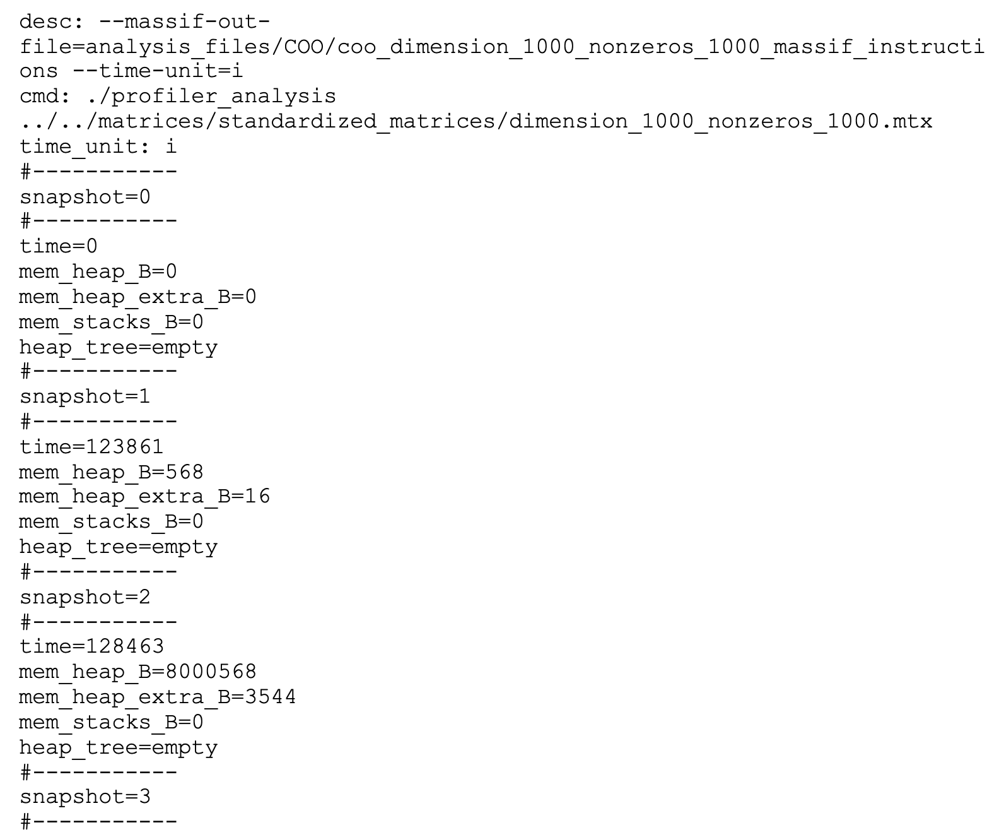 desc: --massif-out-
file=analysis_files/COO/coo_dimension_1000_nonzeros_1000_massif_instructi
ons --time-unit=i
cmd: ./profiler_analysis
../../matrices/standardized_matrices/dimension_1000_nonzeros_1000.mtx
time_unit: i
#-----------
snapshot=0
#-----------
time=0
mem_heap_B=0
mem_heap_extra_B=0
mem_stacks_B=0
heap_tree=empty
#-----------
snapshot=1
#-----------
time=123861
mem_heap_B=568
mem_heap_extra_B=16
mem_stacks_B=0
heap_tree=empty
#-----------
snapshot=2
#-----------
time=128463
mem_heap_B=8000568
mem_heap_extra_B=3544
mem_stacks_B=0
heap_tree=empty
#-----------
snapshot=3
#-----------